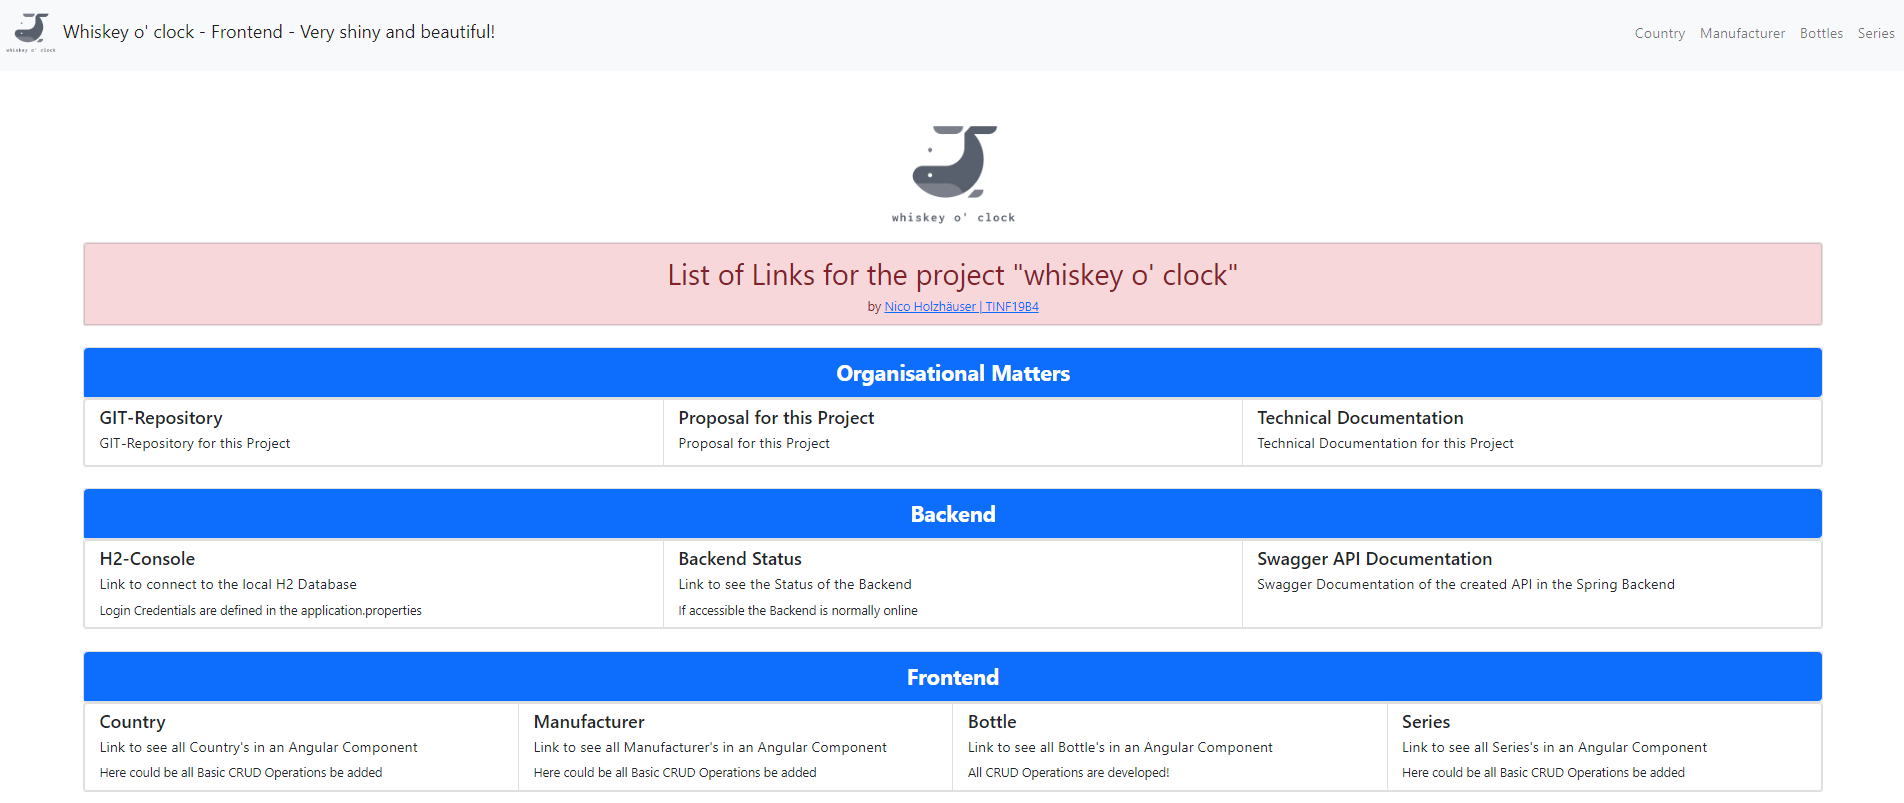 whiskey o' clock
Whiskey o' clock - Frontend - Very shiny and beautiful!
Country Manufacturer Bottles Series
whiskey o' clock
List of Links for the project "whiskey o' clock"
by Nico Holzhäuser | TINF19B4
Organisational Matters
GIT-Repository
GIT-Repository for this Project
Proposal for this Project
Proposal for this Project
Technical Documentation
Technical Documentation for this Project
Backend
H2-Console
Link to connect to the local H2 Database
Login Credentials are defined in the application.properties
Backend Status
Link to see the Status of the Backend
If accessible the Backend is normally online
Swagger API Documentation
Swagger Documentation of the created API in the Spring Backend
Frontend
Country
Link to see all Country's in an Angular Component
Here could be all Basic CRUD Operations be added
Manufacturer
Link to see all Manufacturer's in an Angular Component
Here could be all Basic CRUD Operations be added
Bottle
Link to see all Bottle's in an Angular Component
All CRUD Operations are developed!
Series
Link to see all Series's in an Angular Component
Here could be all Basic CRUD Operations be added